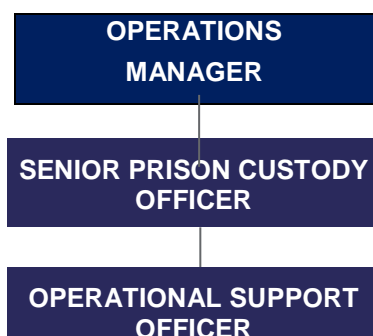 OPERATIONS
MANAGER
SENIOR PRISON CUSTODY
OFFICER
OPERATIONAL SUPPORT
OFFICER